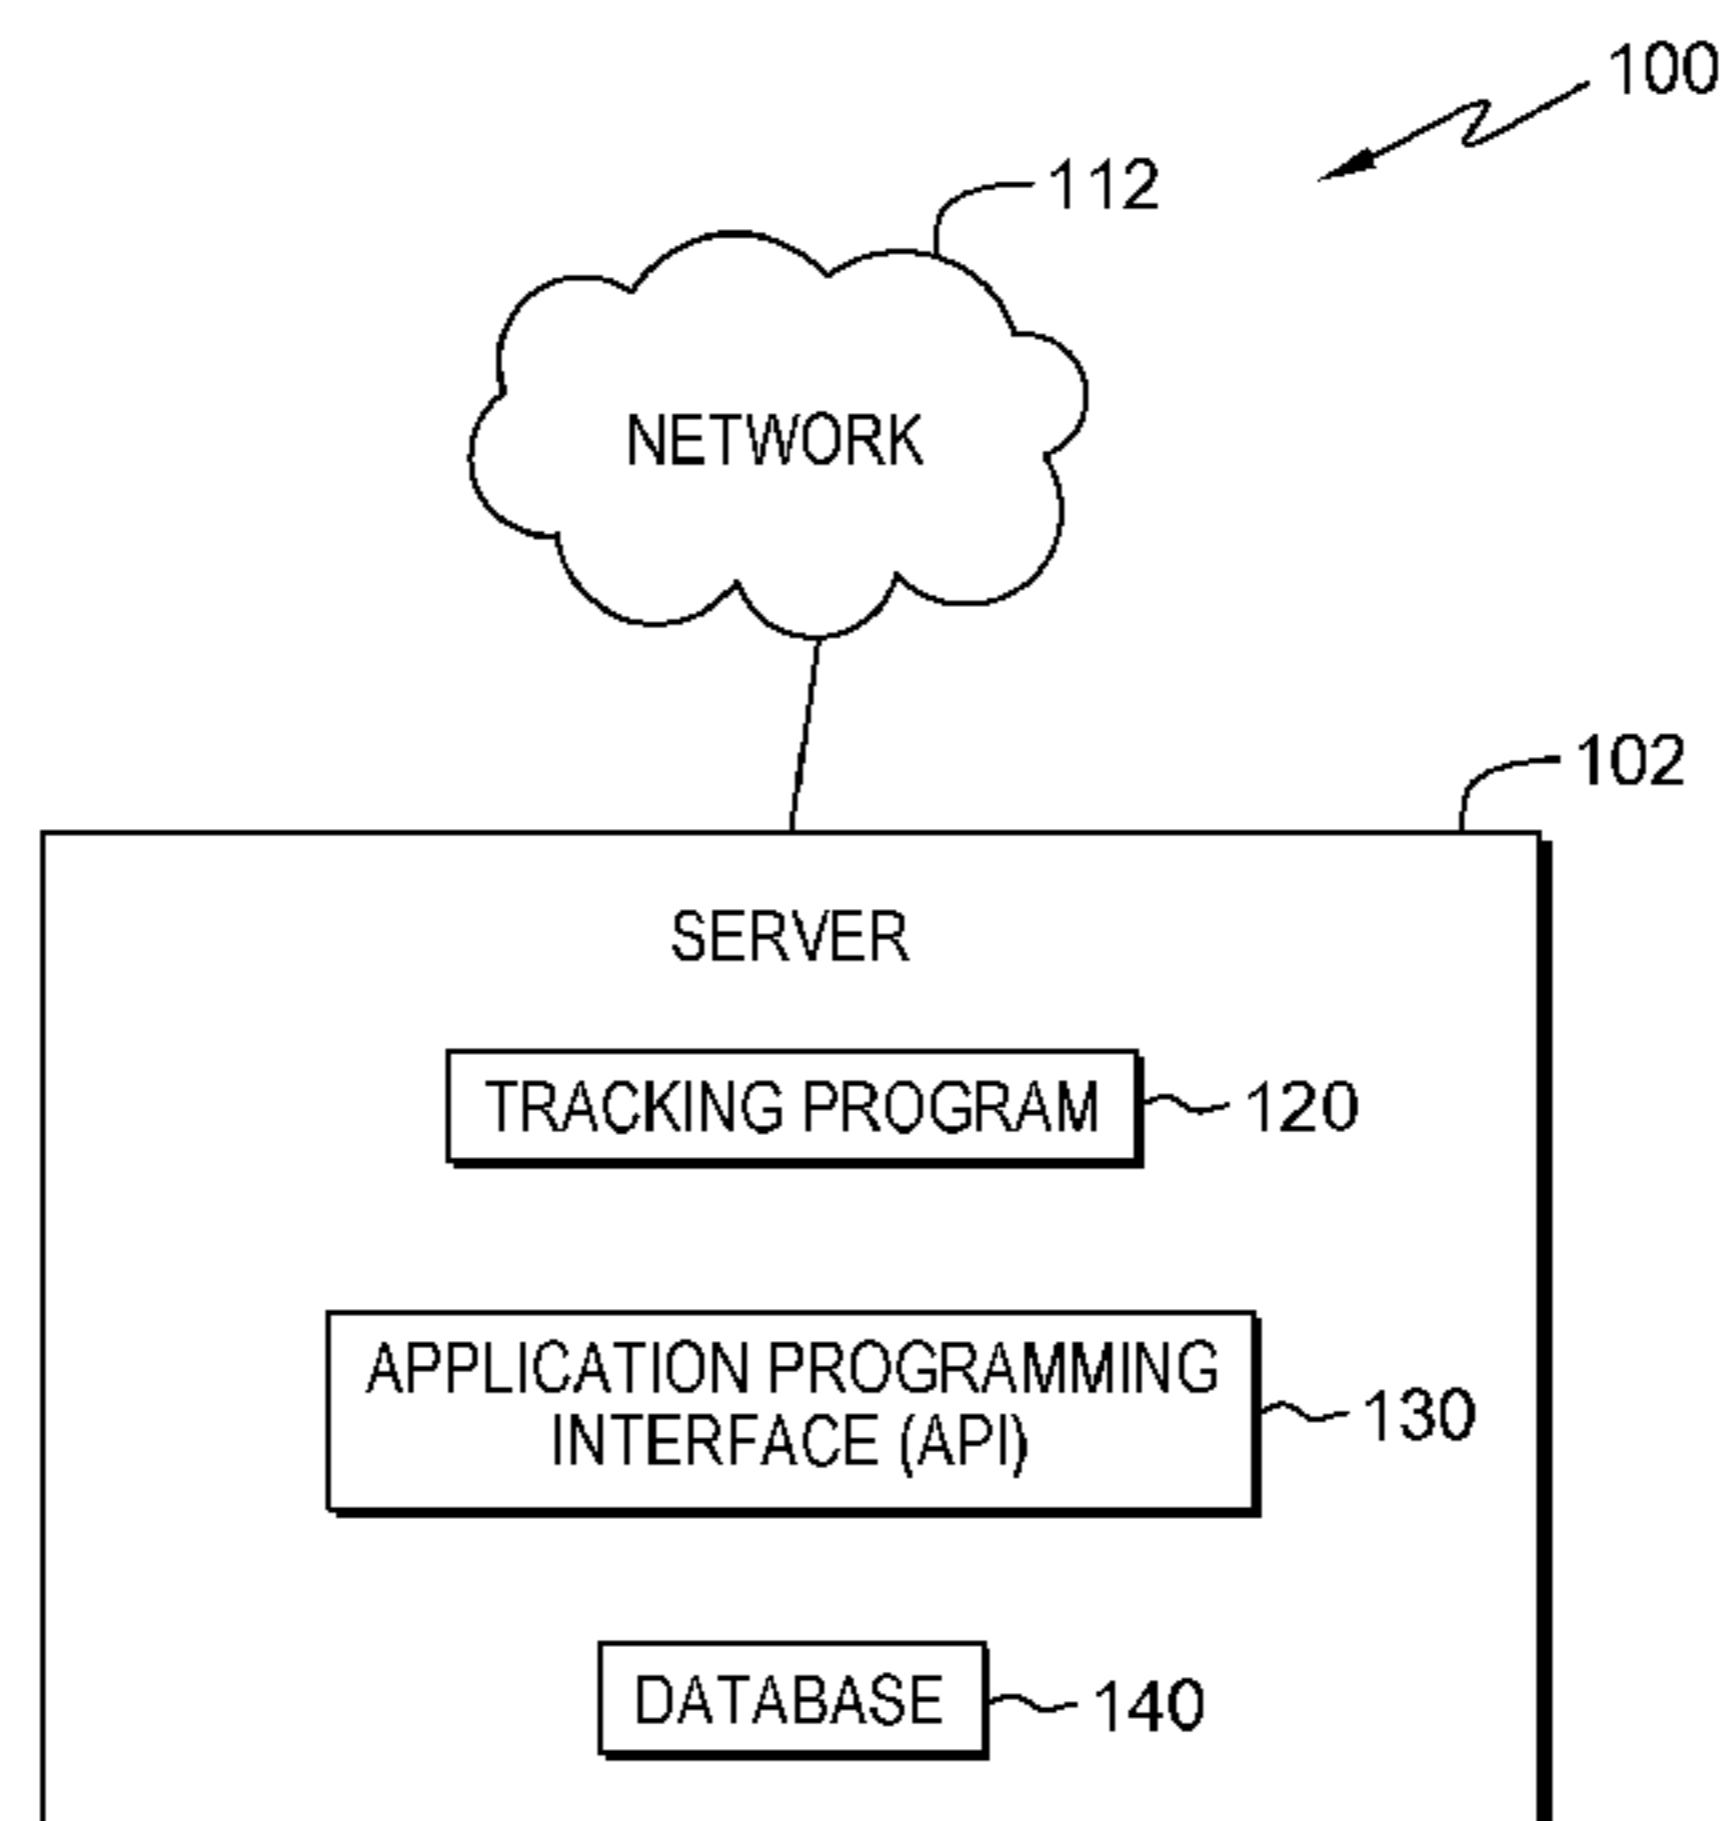 100
112
NETWORK
102
SERVER
TRACKING PROGRAM 120
APPLICATION PROGRAMMING
INTERFACE (API) 130
DATABASE 140